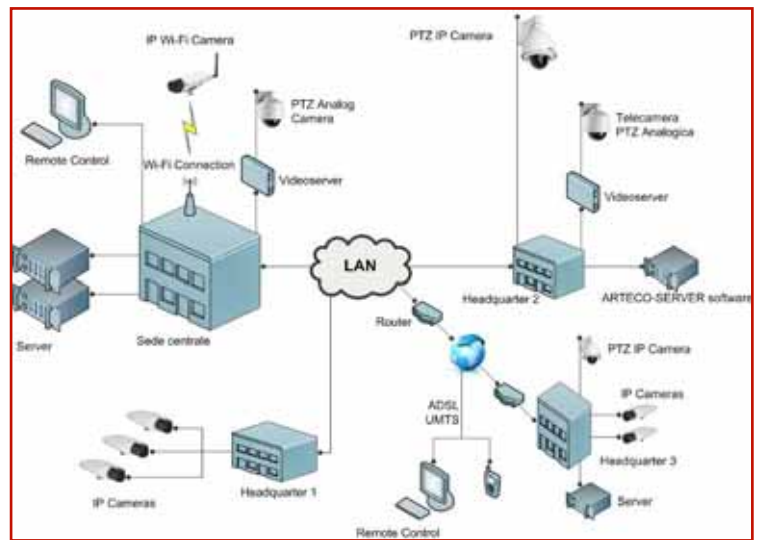 IP Wi-Fi Camera
PTZ IP Camera
PTZ Analog
Camera
Telecamera
PTZ Analogica
Remote Control
Wi-Fi Connection
Videoserver
Videoserver
LAN
Headquarter 2
ARTECO-SERVER software
Server
Sede centrale
Router
PTZ IP Camera
IP Cameras
ADSL
UMTS
Headquarter 3
IP Cameras
Headquarter 1
Server
Remote Control